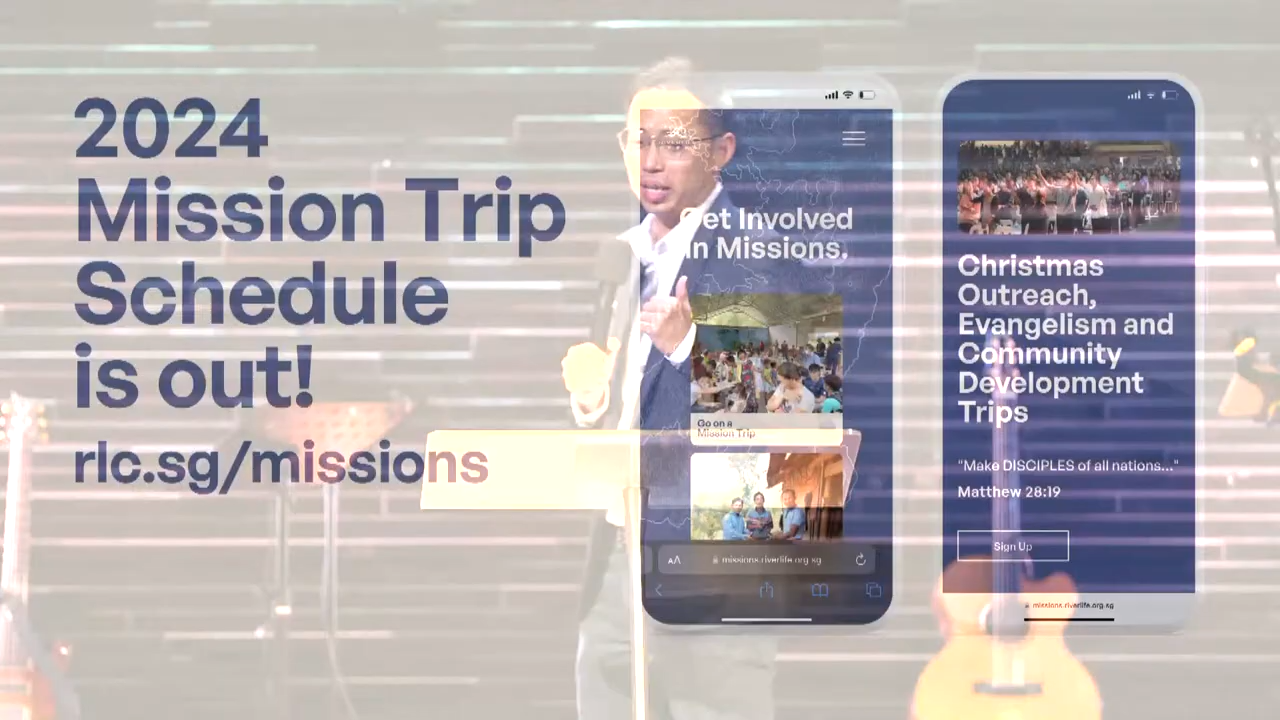 2024
Mission Trip
Schedule
is out!
rlc.sg/missions
Get Involved
in Missions.
Go on a
Mission Trip
AA missions.riverlife.org.sg
Christmas
Outreach,
Evangelism and
Community
Development
Trips
"Make DISCIPLES of all nations..."
Matthew 28:19
Sign Up
missions.riverlife.org.sg